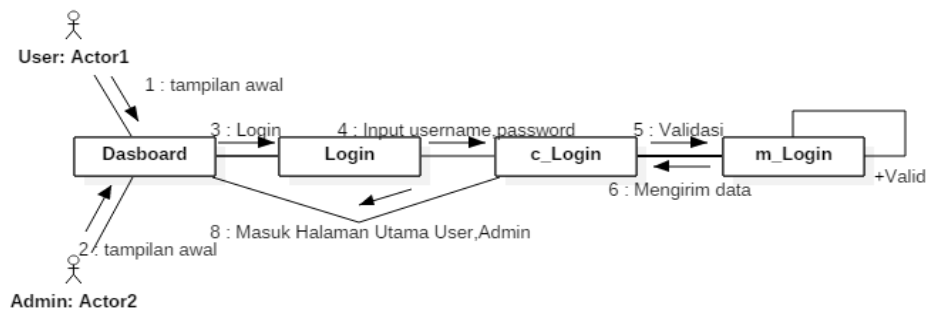 User: Actor1
1 : tampilan awal
3 : Login
4 : Input username,password
5 : Validasi
Dasboard
Login
c_Login
m_Login
+Valid
6 : Mengirim data
8 : Masuk Halaman Utama User,Admin
2 : tampilan awal
Admin: Actor2